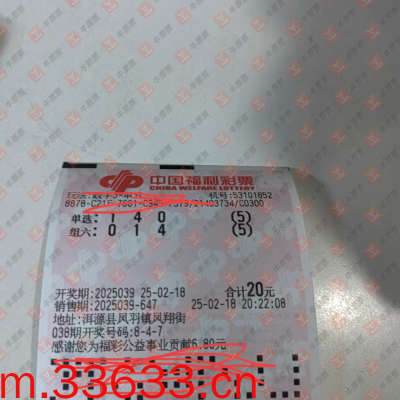 中国福利彩票
CHINA WELFARE LOTTERY
机号:53101652
单选: 1 4 0 (5)
组六: 0 1 4 (5)
开奖期:2025039 25-02-18 合计20元
销售期:2025039-647 25-02-18 20:22:08
地址:洱源县凤羽镇凤翔街
038期开奖号码:8-4-7
感谢您为福彩公益事业贡献6.80元
m.33633.cn